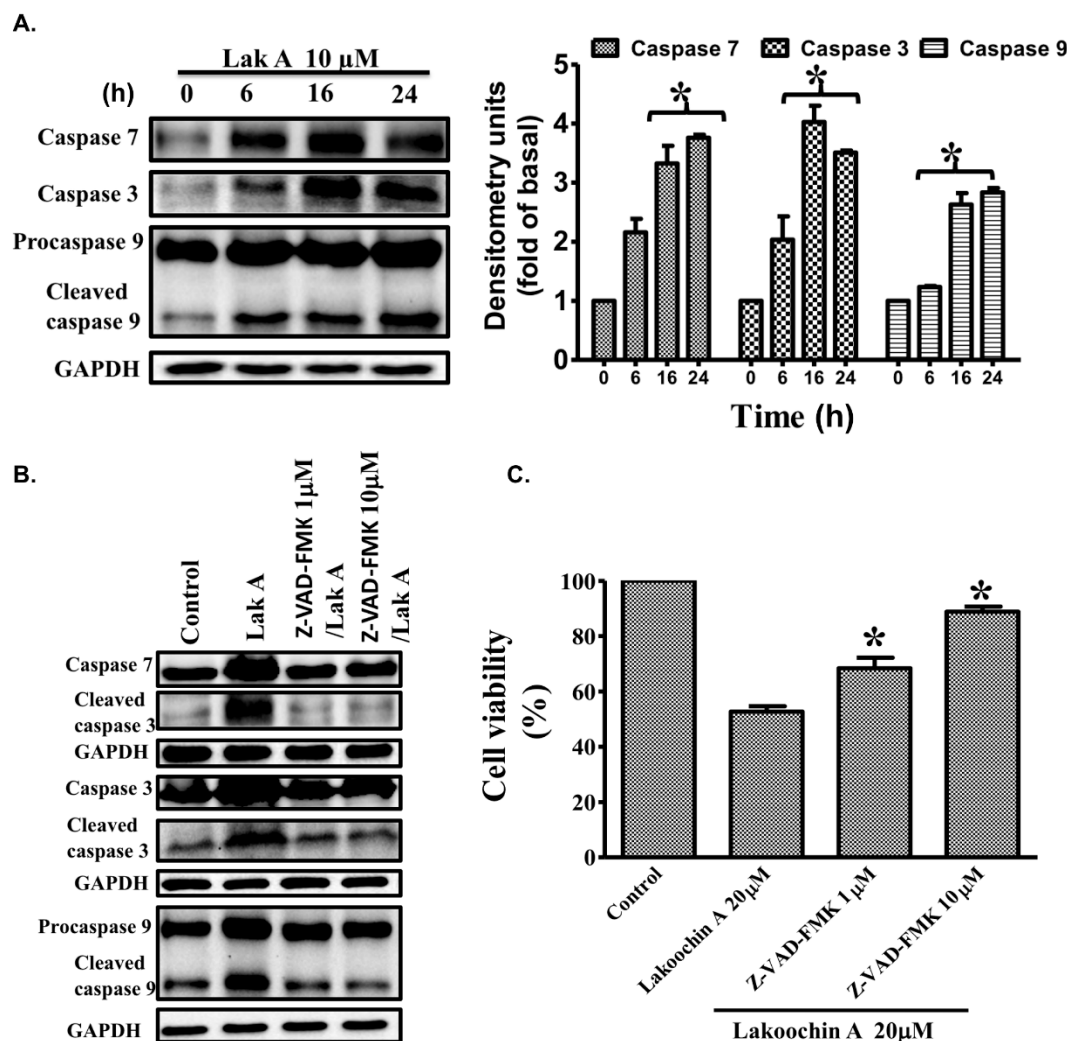 A.
Lak A 10 µM
(h) 0 6 16 24
Caspase 7
Caspase 3
Procaspase 9
Cleaved
caspase 9
GAPDH
Caspase 7 Caspase 3 Caspase 9
Densitometry units
(fold of basal)
5
4
3
2
1
0
* * *
0 6 16 24 0 6 16 24 0 6 16 24
Time (h)
B.
Control
Lak A
Z-VAD-FMK 1µM
/Lak A
Z-VAD-FMK 10µM
/Lak A
Caspase 7
Cleaved
caspase 3
GAPDH
Caspase 3
Cleaved
caspase 3
GAPDH
Procaspase 9
Cleaved
caspase 9
GAPDH
C.
Cell viability
(%)
100
80
60
40
20
0
* *
Control
Lakoochin A 20µM
Z-VAD-FMK 1µM
Z-VAD-FMK 10µM
Lakoochin A 20µM